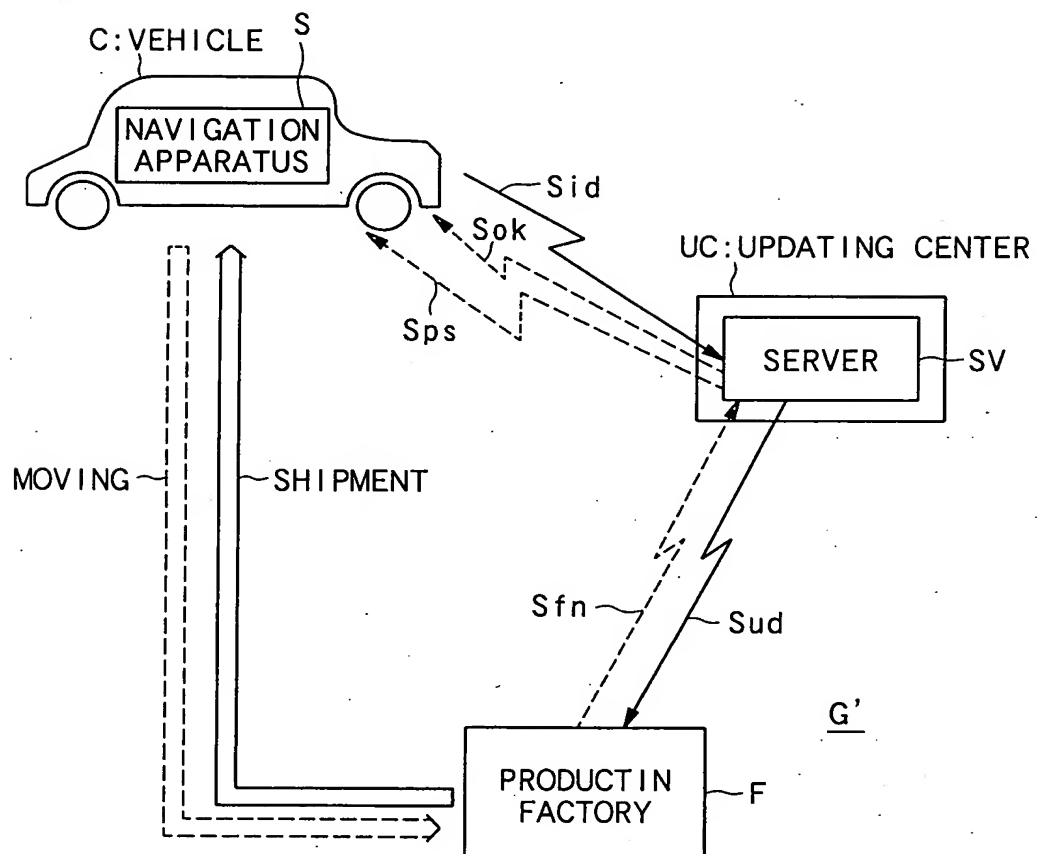 S
C:VEHICLE
NAVIGATION
APPARATUS
Sid
Sok
UC:UPDATING CENTER
Sps
SERVER
SV
MOVING
SHIPMENT
Sfn
Sud
G'
PRODUCTIN
FACTORY
F